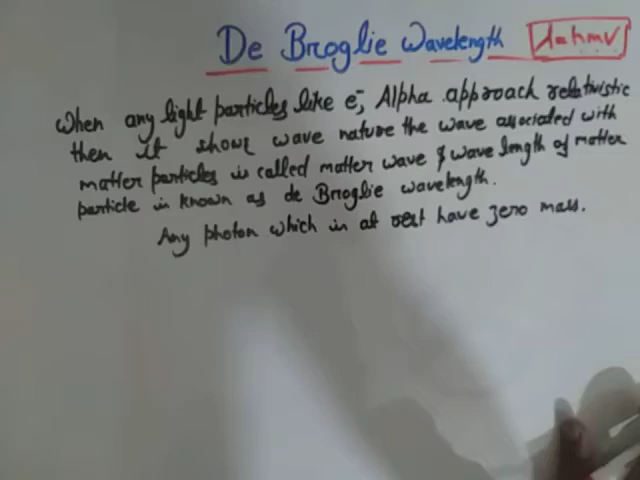 De Broglie Wavelength λ=hmv
When any light particles like e⁻, Alpha approach relativistic
then it show wave nature the wave associated with
matter particles is called matter wave & wave length of matter
particle is known as de Broglie wavelength.
Any photon which is at rest have zero mass.